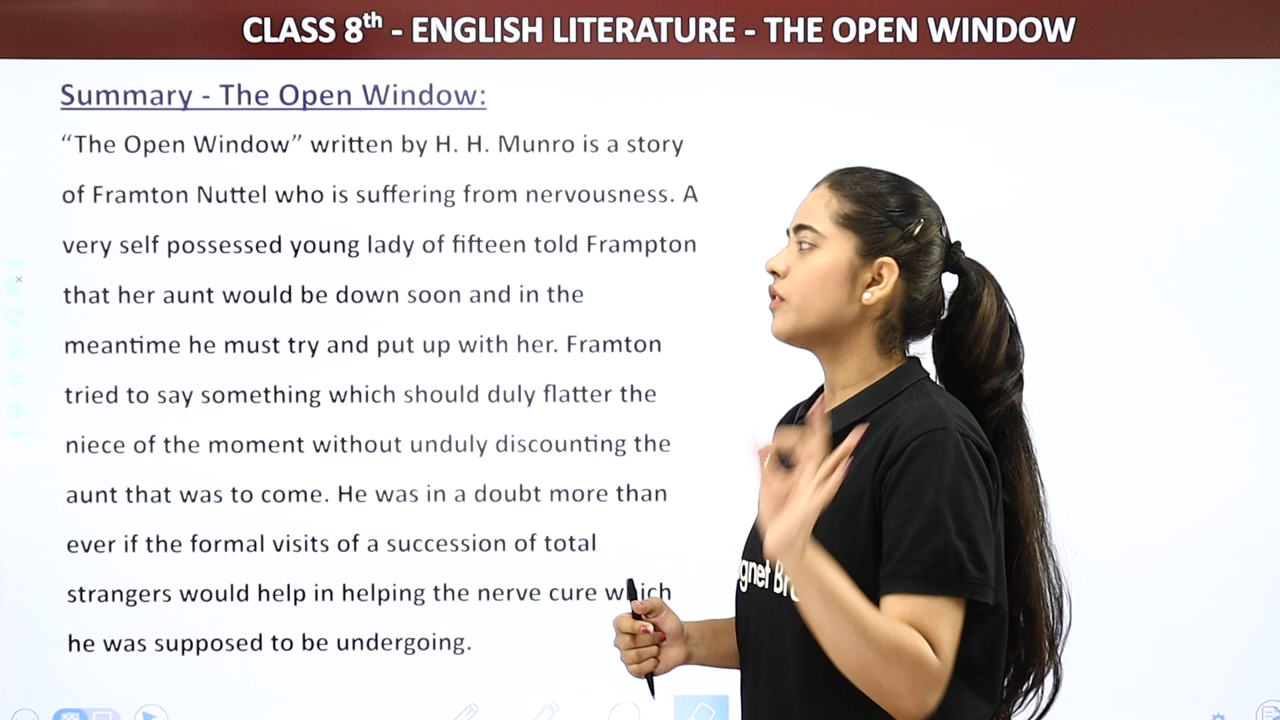 CLASS 8th - ENGLISH LITERATURE - THE OPEN WINDOW
Summary - The Open Window:
“The Open Window” written by H. H. Munro is a story
of Framton Nuttel who is suffering from nervousness. A
very self possessed young lady of fifteen told Frampton
that her aunt would be down soon and in the
meantime he must try and put up with her. Framton
tried to say something which should duly flatter the
niece of the moment without unduly discounting the
aunt that was to come. He was in a doubt more than
ever if the formal visits of a succession of total
strangers would help in helping the nerve cure which
he was supposed to be undergoing.
gnet Br